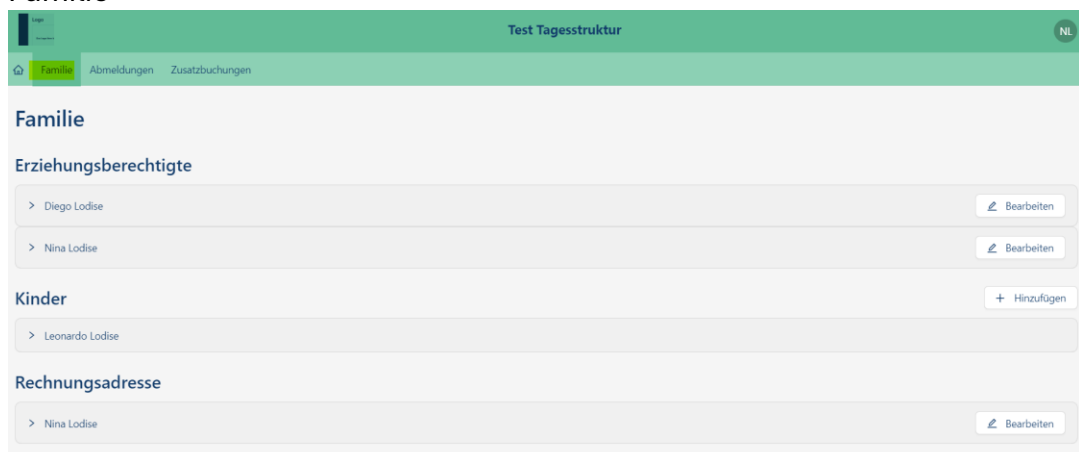 Familie
Logo
Test Tagesstruktur
NL
Familie Abmeldungen Zusatzbuchungen
Familie
Erziehungsberechtigte
> Diego Lodise Bearbeiten
> Nina Lodise Bearbeiten
Kinder + Hinzufügen
> Leonardo Lodise
Rechnungsadresse
> Nina Lodise Bearbeiten